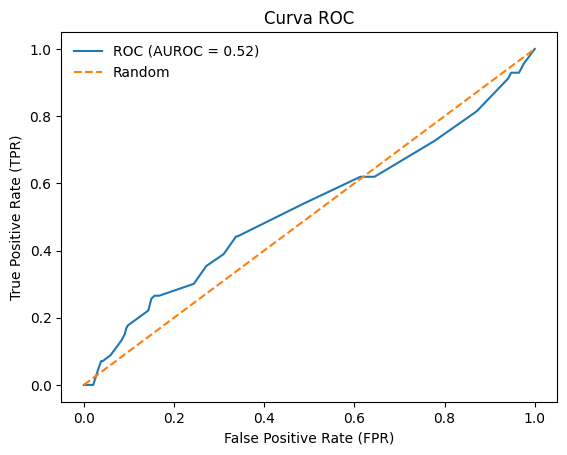 Curva ROC
ROC (AUROC = 0.52)
Random
True Positive Rate (TPR)
1.0
0.8
0.6
0.4
0.2
0.0
0.0 0.2 0.4 0.6 0.8 1.0
False Positive Rate (FPR)